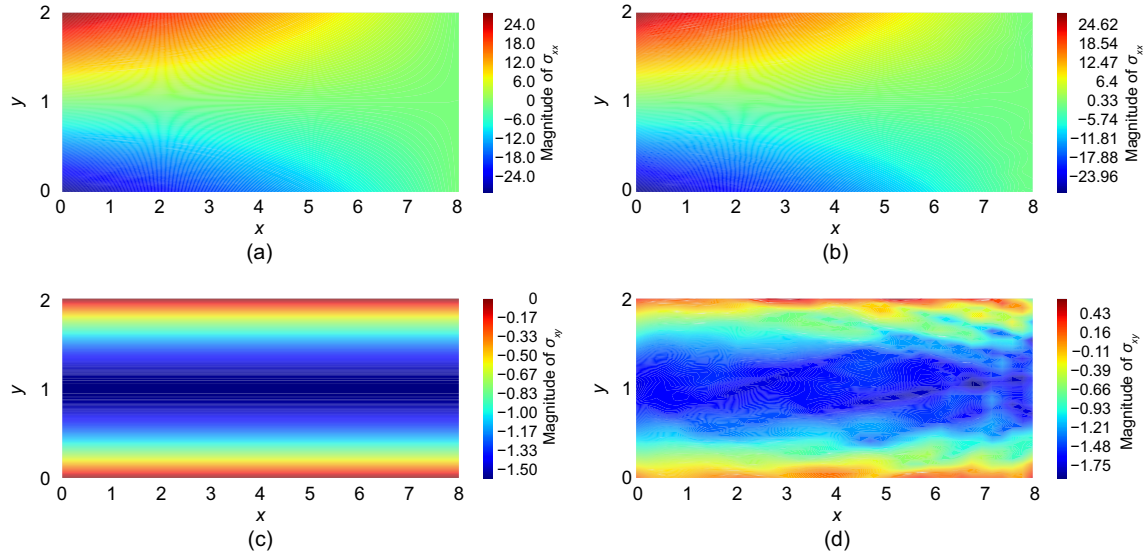 2
1
0
y
0 1 2 3 4 5 6 7 8
x
(a)
24.0
18.0
12.0
6.0
0
−6.0
−12.0
−18.0
−24.0
Magnitude of σxx
2
1
0
y
0 1 2 3 4 5 6 7 8
x
(b)
24.62
18.54
12.47
6.4
0.33
−5.74
−11.81
−17.88
−23.96
Magnitude of σxx
2
1
0
y
0 1 2 3 4 5 6 7 8
x
(c)
0
−0.17
−0.33
−0.50
−0.67
−0.83
−1.00
−1.17
−1.33
−1.50
Magnitude of σxy
2
1
0
y
0 1 2 3 4 5 6 7 8
x
(d)
0.43
0.16
−0.11
−0.39
−0.66
−0.93
−1.21
−1.48
−1.75
Magnitude of σxy